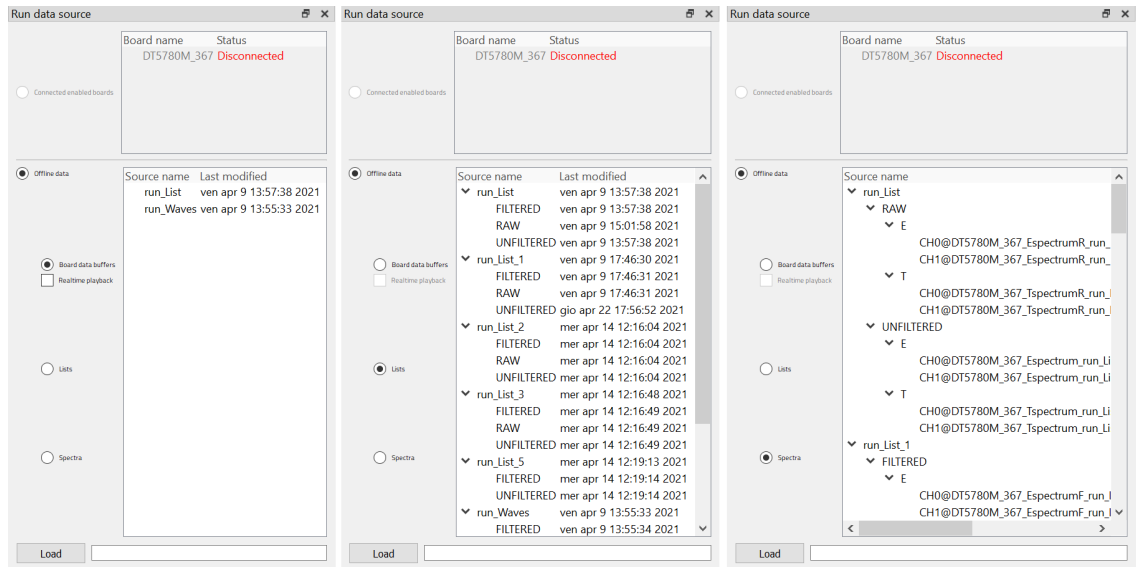 Run data source
Board name Status
DT5780M_367 Disconnected
Connected enabled boards
Offline data
Source name Last modified
run_List ven apr 9 13:57:38 2021
run_Waves ven apr 9 13:55:33 2021
Board data buffers
Realtime playback
Lists
Spectra
Load
Run data source
Board name Status
DT5780M_367 Disconnected
Connected enabled boards
Offline data
Source name Last modified
run_List ven apr 9 13:57:38 2021
FILTERED ven apr 9 13:57:38 2021
RAW ven apr 9 15:01:58 2021
UNFILTERED ven apr 9 13:57:38 2021
run_List_1 ven apr 9 17:46:30 2021
FILTERED ven apr 9 17:46:31 2021
RAW ven apr 9 17:46:31 2021
UNFILTERED gio apr 22 17:56:52 2021
run_List_2 mer apr 14 12:16:04 2021
FILTERED mer apr 14 12:16:04 2021
RAW mer apr 14 12:16:04 2021
UNFILTERED mer apr 14 12:16:04 2021
run_List_3 mer apr 14 12:16:48 2021
FILTERED mer apr 14 12:16:49 2021
RAW mer apr 14 12:16:49 2021
UNFILTERED mer apr 14 12:16:49 2021
run_List_5 mer apr 14 12:19:13 2021
FILTERED mer apr 14 12:19:14 2021
UNFILTERED mer apr 14 12:19:14 2021
run_Waves ven apr 9 13:55:33 2021
FILTERED ven apr 9 13:55:34 2021
Board data buffers
Realtime playback
Lists
Spectra
Load
Run data source
Board name Status
DT5780M_367 Disconnected
Connected enabled boards
Offline data
Source name
run_List
RAW
E
CH0@DT5780M_367_EspectrumR_run_
CH1@DT5780M_367_EspectrumR_run_
T
CH0@DT5780M_367_TspectrumR_run_
CH1@DT5780M_367_TspectrumR_run_
UNFILTERED
E
CH0@DT5780M_367_Espectrum_run_Li
CH1@DT5780M_367_Espectrum_run_Li
T
CH0@DT5780M_367_Tspectrum_run_Li
CH1@DT5780M_367_Tspectrum_run_Li
run_List_1
FILTERED
E
CH0@DT5780M_367_EspectrumF_run_
CH1@DT5780M_367_EspectrumF_run_
Board data buffers
Realtime playback
Lists
Spectra
Load